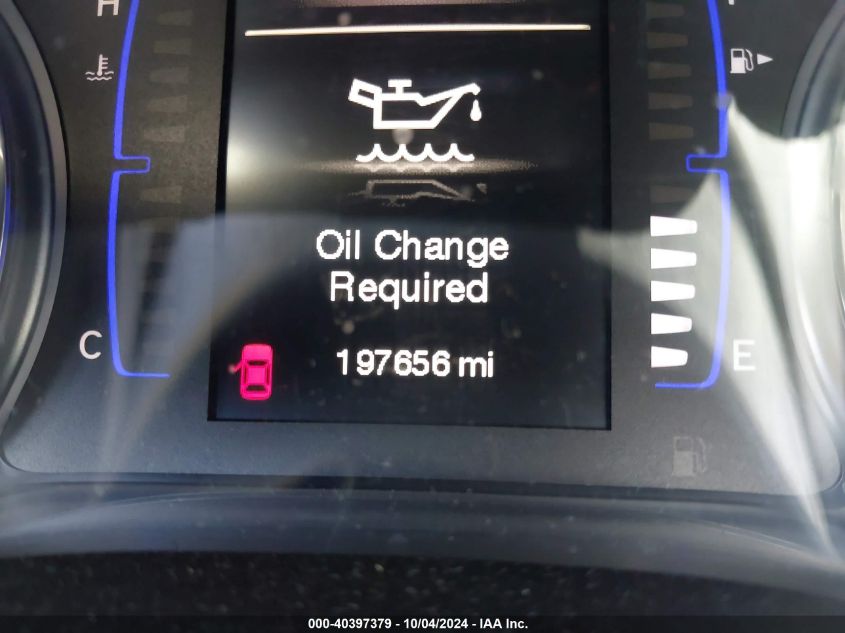 H
F
Oil Change
Required
C
197656 mi
E
000-40397379 - 10/04/2024 - IAA Inc.